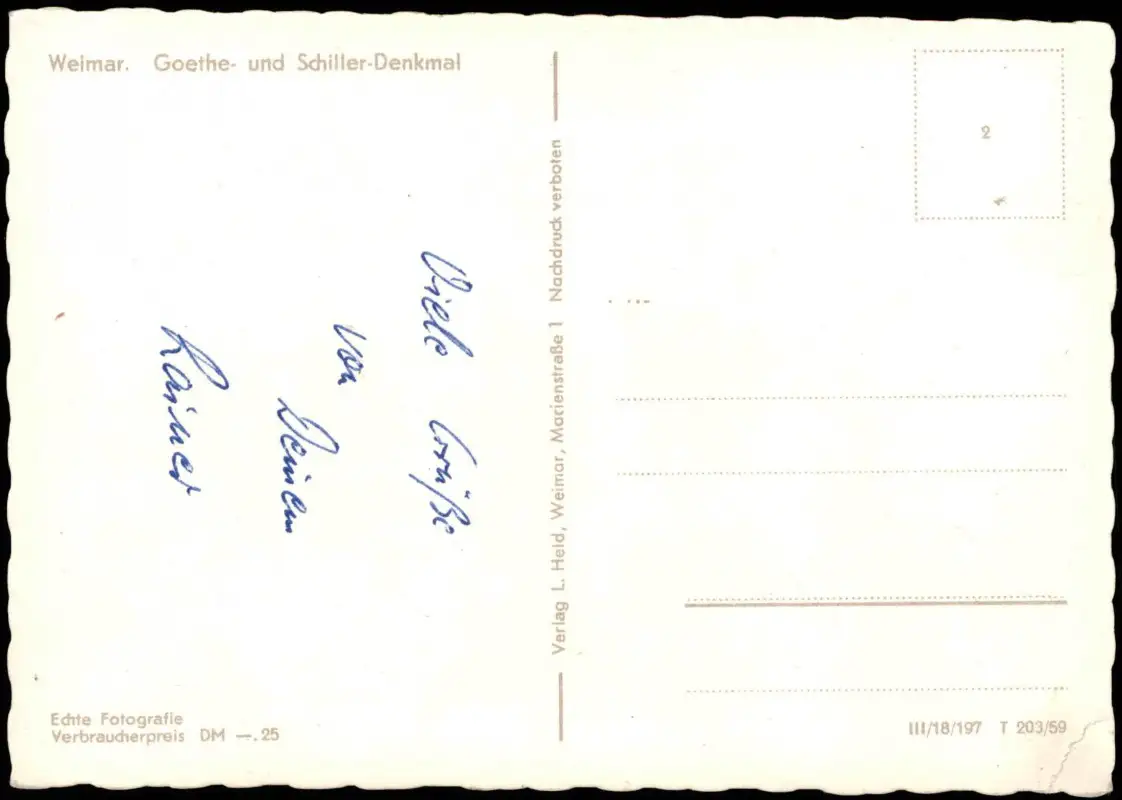 Weimar. Goethe- und Schiller-Denkmal
Viele Grüße
von
Deinem
Rainer
Echte Fotografie
Verbraucherpreis DM —.25
Verlag L. Held, Weimar, Marienstraße 1 Nachdruck verboten
2
III/18/197 T 203/59